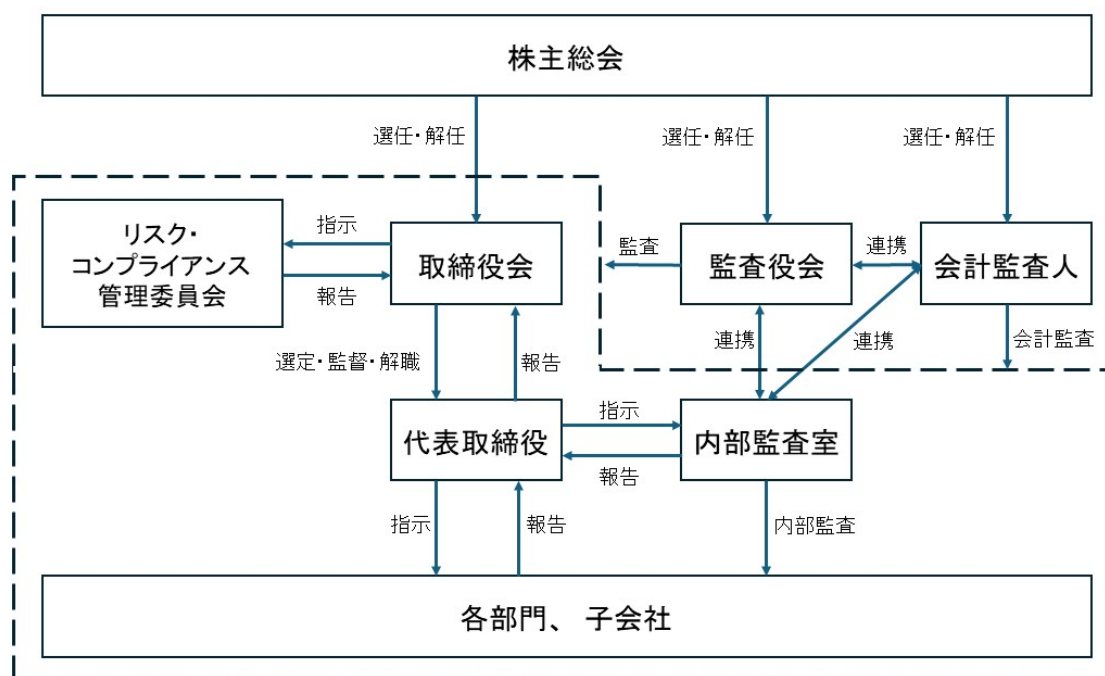 株主総会
選任・解任
選任・解任
選任・解任
リスク・
コンプライアンス
管理委員会
指示
報告
取締役会
監査
監査役会
連携
会計監査人
選定・監督・解職
報告
連携
連携
会計監査
代表取締役
指示
報告
内部監査室
指示
報告
内部監査
各部門、子会社